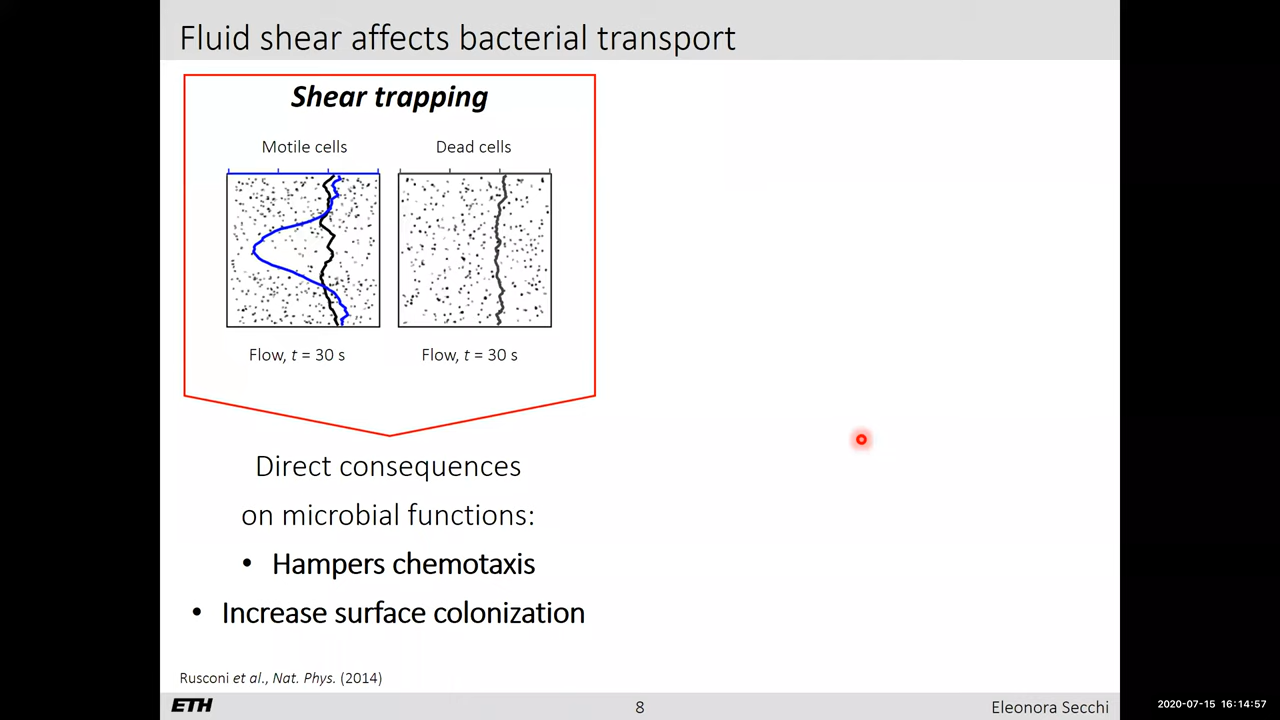 Fluid shear affects bacterial transport
Shear trapping
Motile cells
Dead cells
Flow, t = 30 s
Flow, t = 30 s
Direct consequences
on microbial functions:
• Hampers chemotaxis
• Increase surface colonization
Rusconi et al., Nat. Phys. (2014)
ETH
8
Eleonora Secchi
2020-07-15 16:14:57